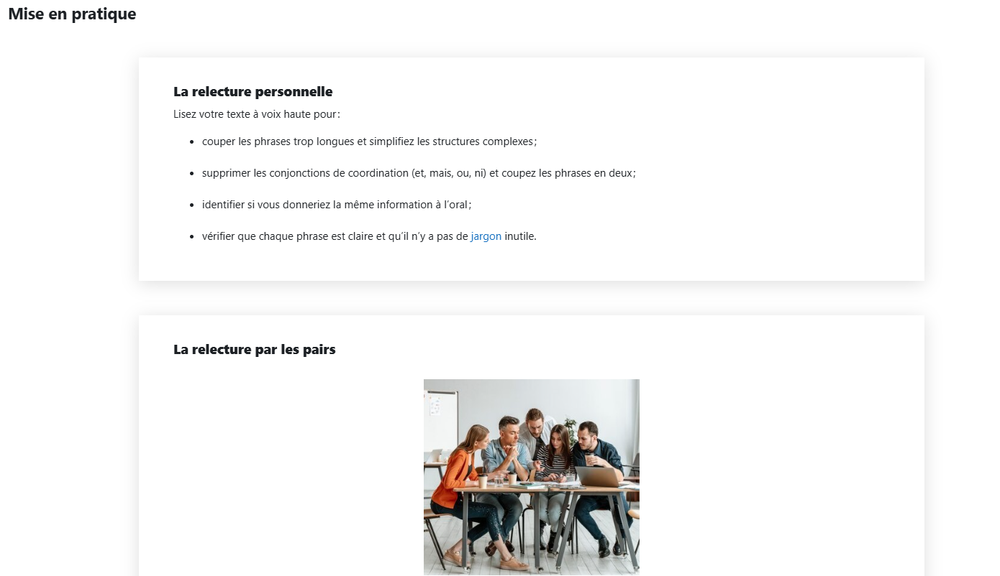 Mise en pratique
La relecture personnelle
Lisez votre texte à voix haute pour :
• couper les phrases trop longues et simplifiez les structures complexes ;
• supprimer les conjonctions de coordination (et, mais, ou, ni) et coupez les phrases en deux ;
• identifier si vous donneriez la même information à l’oral ;
• vérifier que chaque phrase est claire et qu’il n’y a pas de jargon inutile.
La relecture par les pairs